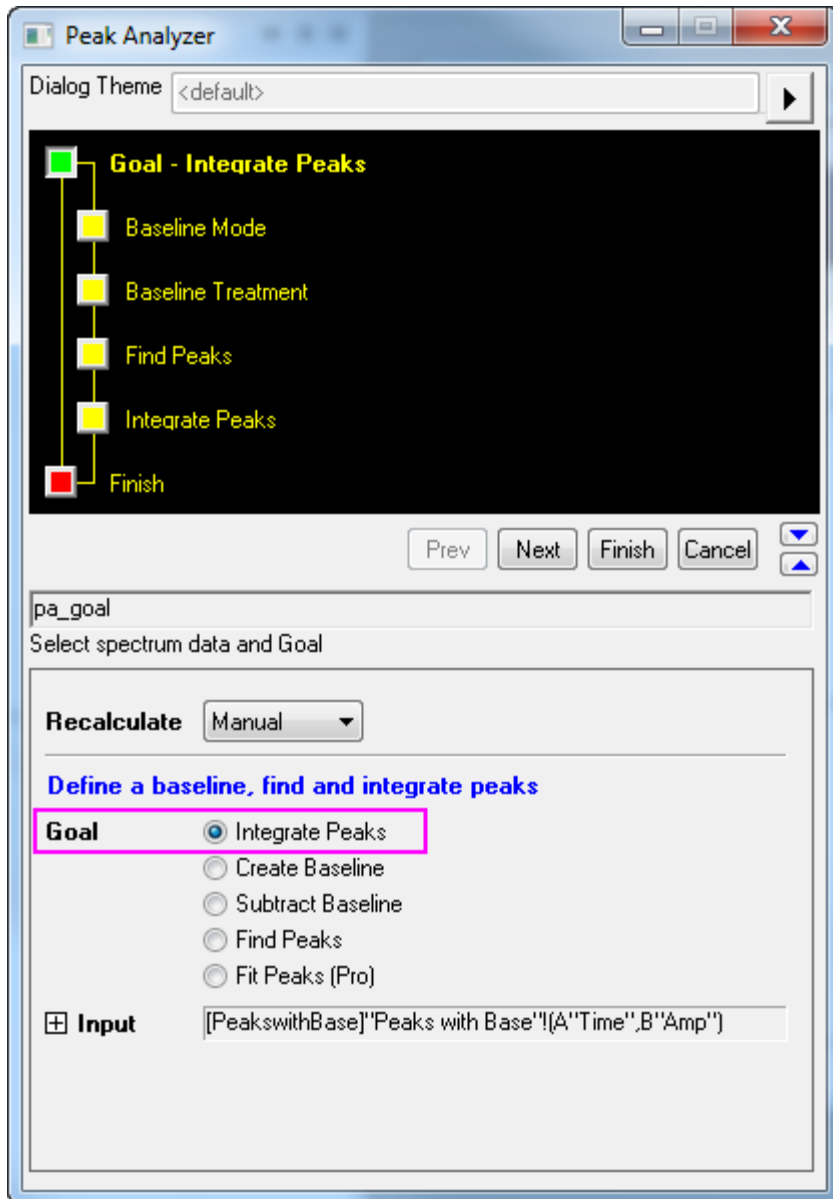 Peak Analyzer
Dialog Theme <default>
Goal - Integrate Peaks
Baseline Mode
Baseline Treatment
Find Peaks
Integrate Peaks
Finish
Prev Next Finish Cancel
pa_goal
Select spectrum data and Goal
Recalculate Manual
Define a baseline, find and integrate peaks
Goal Integrate Peaks
Create Baseline
Subtract Baseline
Find Peaks
Fit Peaks (Pro)
Input [PeakswithBase]"Peaks with Base"!(A"Time",B"Amp")